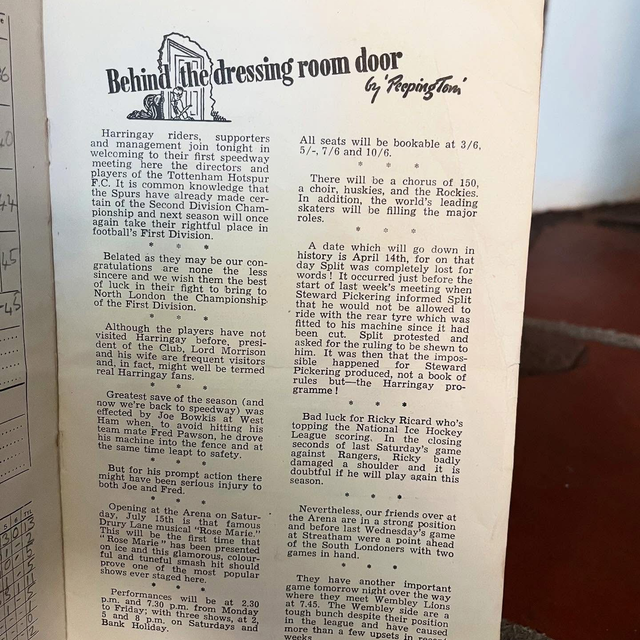 Behind the dressing room door
by 'Peeping Tom'
Harringay riders, supporters
and management join tonight in
welcoming to their first speedway
meeting here the directors and
players of the Tottenham Hotspur
F.C. It is common knowledge that
the Spurs have already made cer-
tain of the Second Division Cham-
pionship and next season will once
again take their rightful place in
football's First Division.
* * *
Belated as they may be our con-
gratulations are none the less
sincere and we wish them the best
of luck in their fight to bring to
North London the Championship
of the First Division.
* * *
Although the players have not
visited Harringay before, presi-
dent of the Club, Lord Morrison
and his wife are frequent visitors
and, in fact, might well be termed
real Harringay fans.
* * *
Greatest save of the season (and
now we're back to speedway) was
effected by Joe Bowkis at West
Ham when, to avoid hitting his
team mate Fred Pawson, he drove
his machine into the fence and at
the same time leapt to safety.
* * *
But for his prompt action there
might have been serious injury to
both Joe and Fred.
* * *
Opening at the Arena on Satur-
day, July 15th is that famous
Drury Lane musical "Rose Marie."
This will be the first time that
"Rose Marie" has been presented
on ice and this glamorous, colour-
ful and tuneful smash hit should
prove one of the most popular
shows ever staged here.
* * *
Performances will be at 2.30
p.m. and 7.30 p.m. from Monday
to Friday; with three shows, at 2,
5 and 8 p.m. on Saturdays and
Bank Holiday.
All seats will be bookable at 3/6,
5/-, 7/6 and 10/6.
* * *
There will be a chorus of 150,
a choir, huskies, and the Rockies.
In addition, the world's leading
skaters will be filling the major
roles.
* * *
A date which will go down in
history is April 14th, for on that
day Split was completely lost for
words! It occurred just before the
start of last week's meeting when
Steward Pickering informed Split
that he would not be allowed to
ride with the rear tyre which was
fitted to his machine since it had
been cut. Split protested and
asked for the ruling to be shewn to
him. It was then that the impos-
sible happened for Steward
Pickering produced, not a book of
rules but—the Harringay pro-
gramme!
* * *
Bad luck for Ricky Ricard who's
topping the National Ice Hockey
League scoring. In the closing
seconds of last Saturday's game
against Rangers, Ricky badly
damaged a shoulder and it is
doubtful if he will play again this
season.
* * *
Nevertheless, our friends over at
the Arena are in a strong position
and before last Wednesday's game
at Streatham were a point ahead
of the South Londoners with two
games in hand.
* * *
They have another important
game tomorrow night over the way
where they meet Wembley Lions
at 7.45. The Wembley side are a
tough bunch despite their position
in the league and have caused
more than a few upsets in recent
weeks.